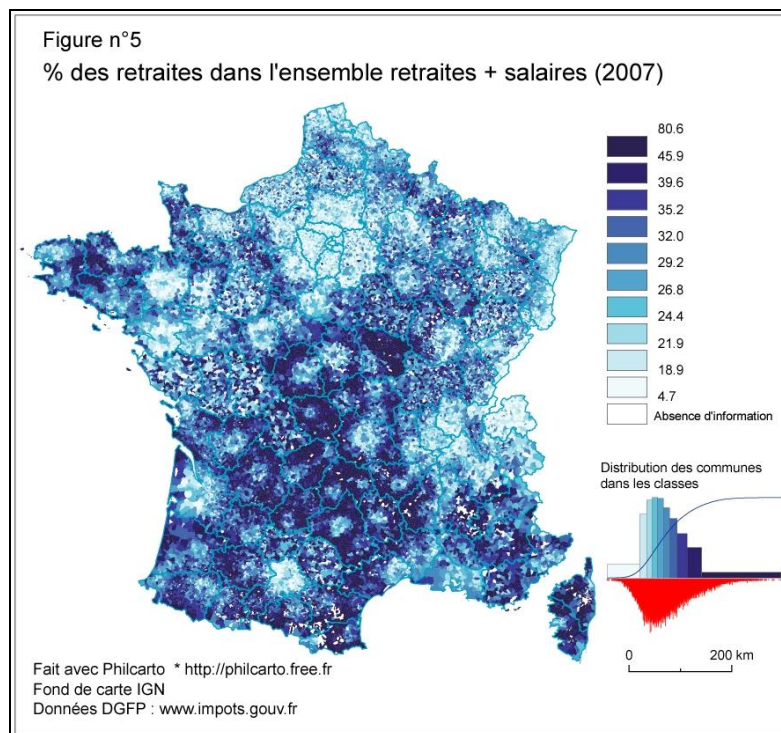 Figure n°5
% des retraites dans l'ensemble retraites + salaires (2007)
80.6
45.9
39.6
35.2
32.0
29.2
26.8
24.4
21.9
18.9
4.7
Absence d'information
Distribution des communes
dans les classes
0 200 km
Fait avec Philcarto * http://philcarto.free.fr
Fond de carte IGN
Données DGFP : www.impots.gouv.fr